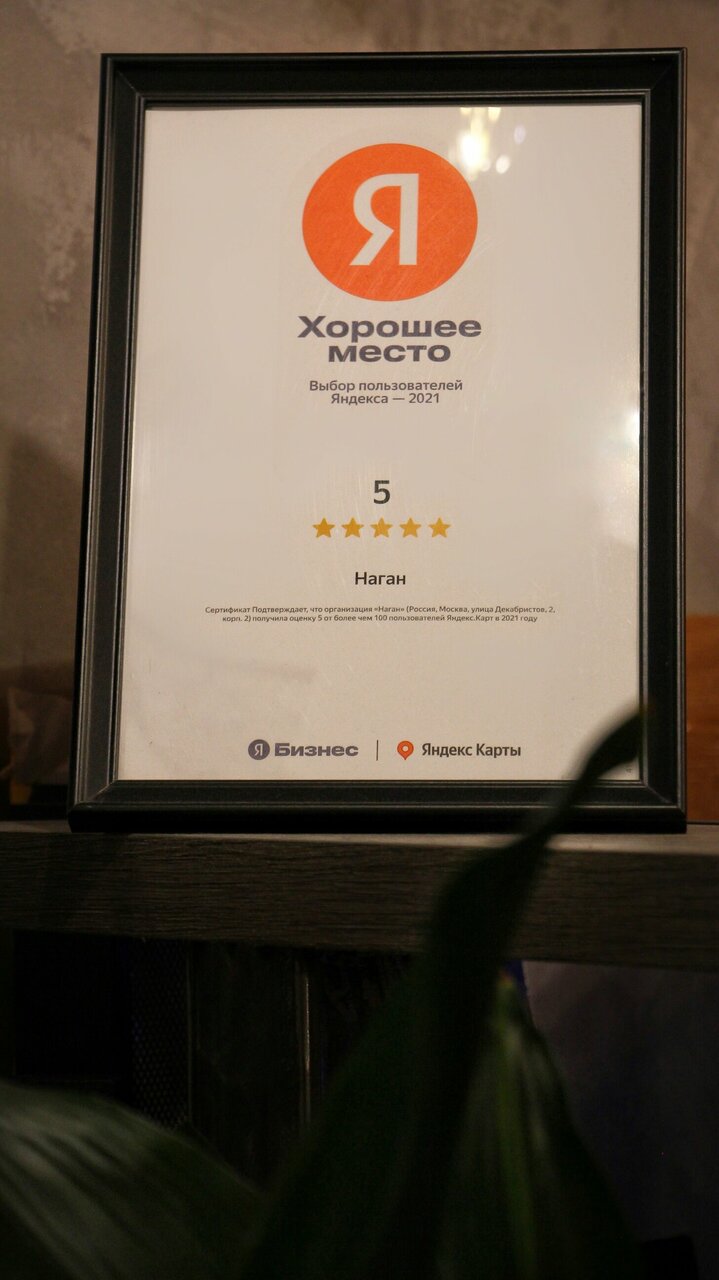 Я
Хорошее
место
Выбор пользователей
Яндекса — 2021
5
Наган
Сертификат Подтверждает, что организация «Наган» (Россия, Москва, улица Декабристов, 2,
корп. 2) получила оценку 5 от более чем 100 пользователей Яндекс.Карт в 2021 году
Я Бизнес | Яндекс Карты